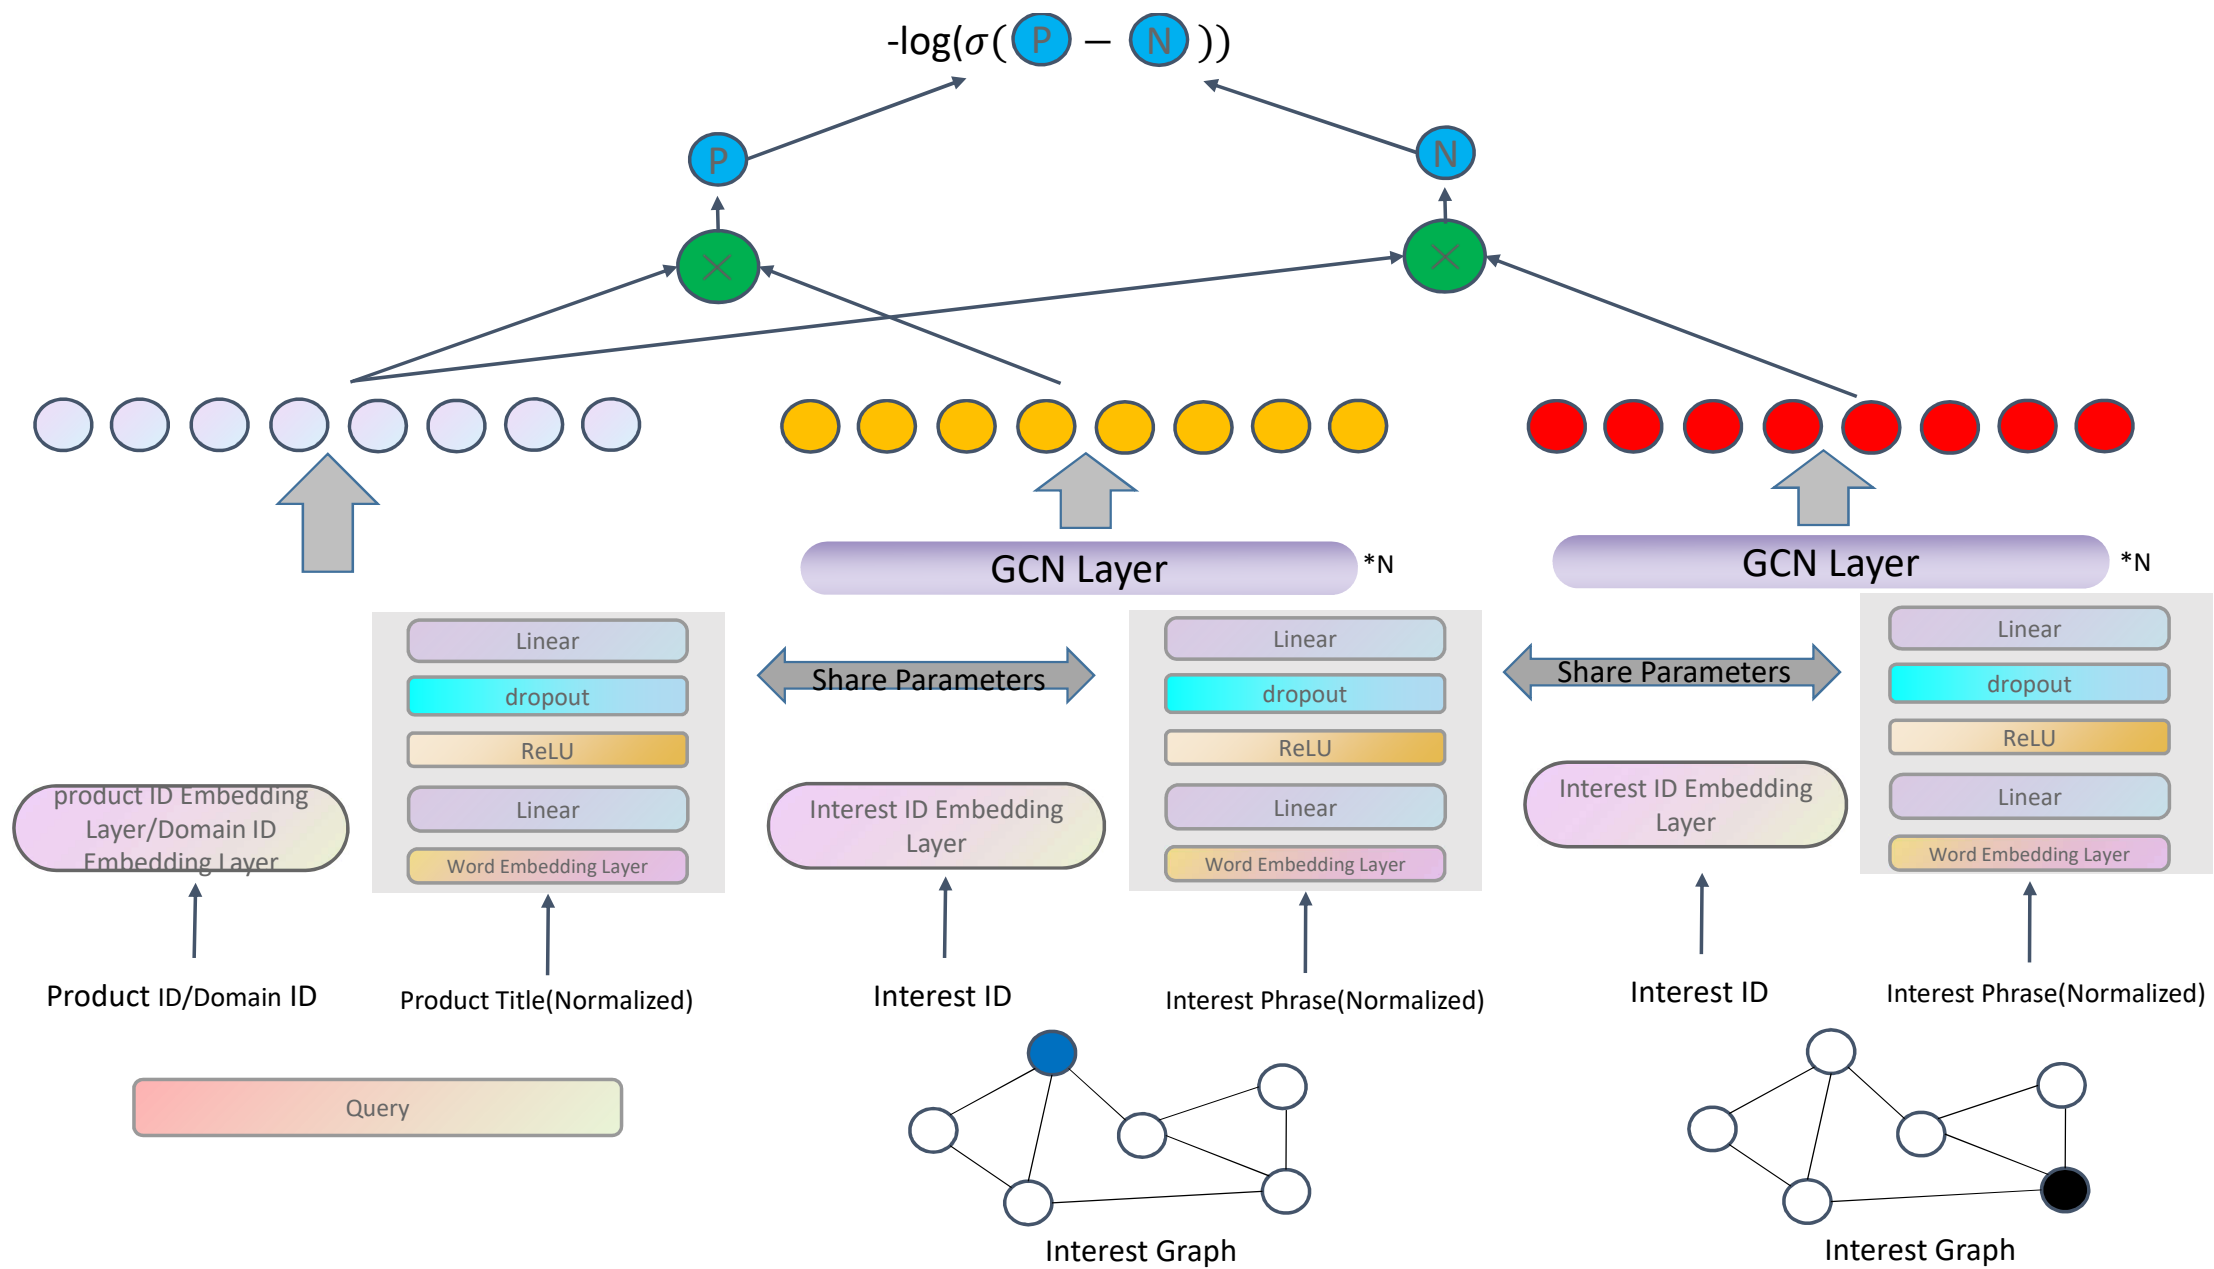 -log(σ( P − N ))
P
N
×
×
GCN Layer *N
GCN Layer *N
Linear
dropout
ReLU
Linear
Word Embedding Layer
Share Parameters
Linear
dropout
ReLU
Linear
Word Embedding Layer
Share Parameters
Linear
dropout
ReLU
Linear
Word Embedding Layer
product ID Embedding
Layer/Domain ID
Embedding Layer
Interest ID Embedding
Layer
Interest ID Embedding
Layer
Product ID/Domain ID
Product Title(Normalized)
Interest ID
Interest Phrase(Normalized)
Interest ID
Interest Phrase(Normalized)
Query
Interest Graph
Interest Graph